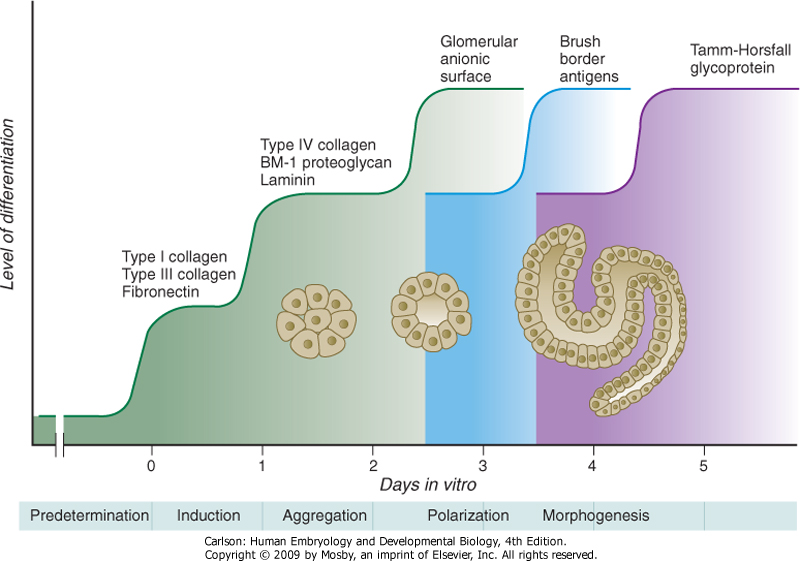 Level of differentiation
Type I collagen
Type III collagen
Fibronectin
Type IV collagen
BM-1 proteoglycan
Laminin
Glomerular
anionic
surface
Brush
border
antigens
Tamm-Horsfall
glycoprotein
0 1 2 3 4 5
Days in vitro
Predetermination Induction Aggregation Polarization Morphogenesis
Carlson: Human Embryology and Developmental Biology, 4th Edition.
Copyright © 2009 by Mosby, an imprint of Elsevier, Inc. All rights reserved.